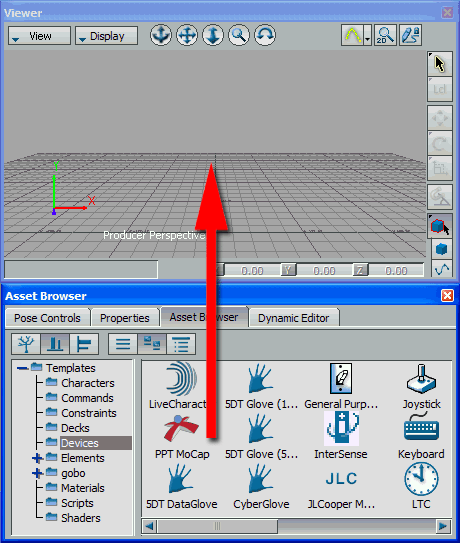 Viewer
View
Display
2D
Lcl
Y
X
Producer Perspective
0.00 Y 0.00 Z 0.00
Asset Browser
Pose Controls Properties Asset Browser Dynamic Editor
Templates
Characters
Commands
Constraints
Decks
Devices
Elements
gobo
Materials
Scripts
Shaders
LiveCharact 5DT Glove (1... General Purp... Joystick
PPT MoCap 5DT Glove (5... InterSense Keyboard
JLC
5DT DataGlove CyberGlove JLCooper M... LTC